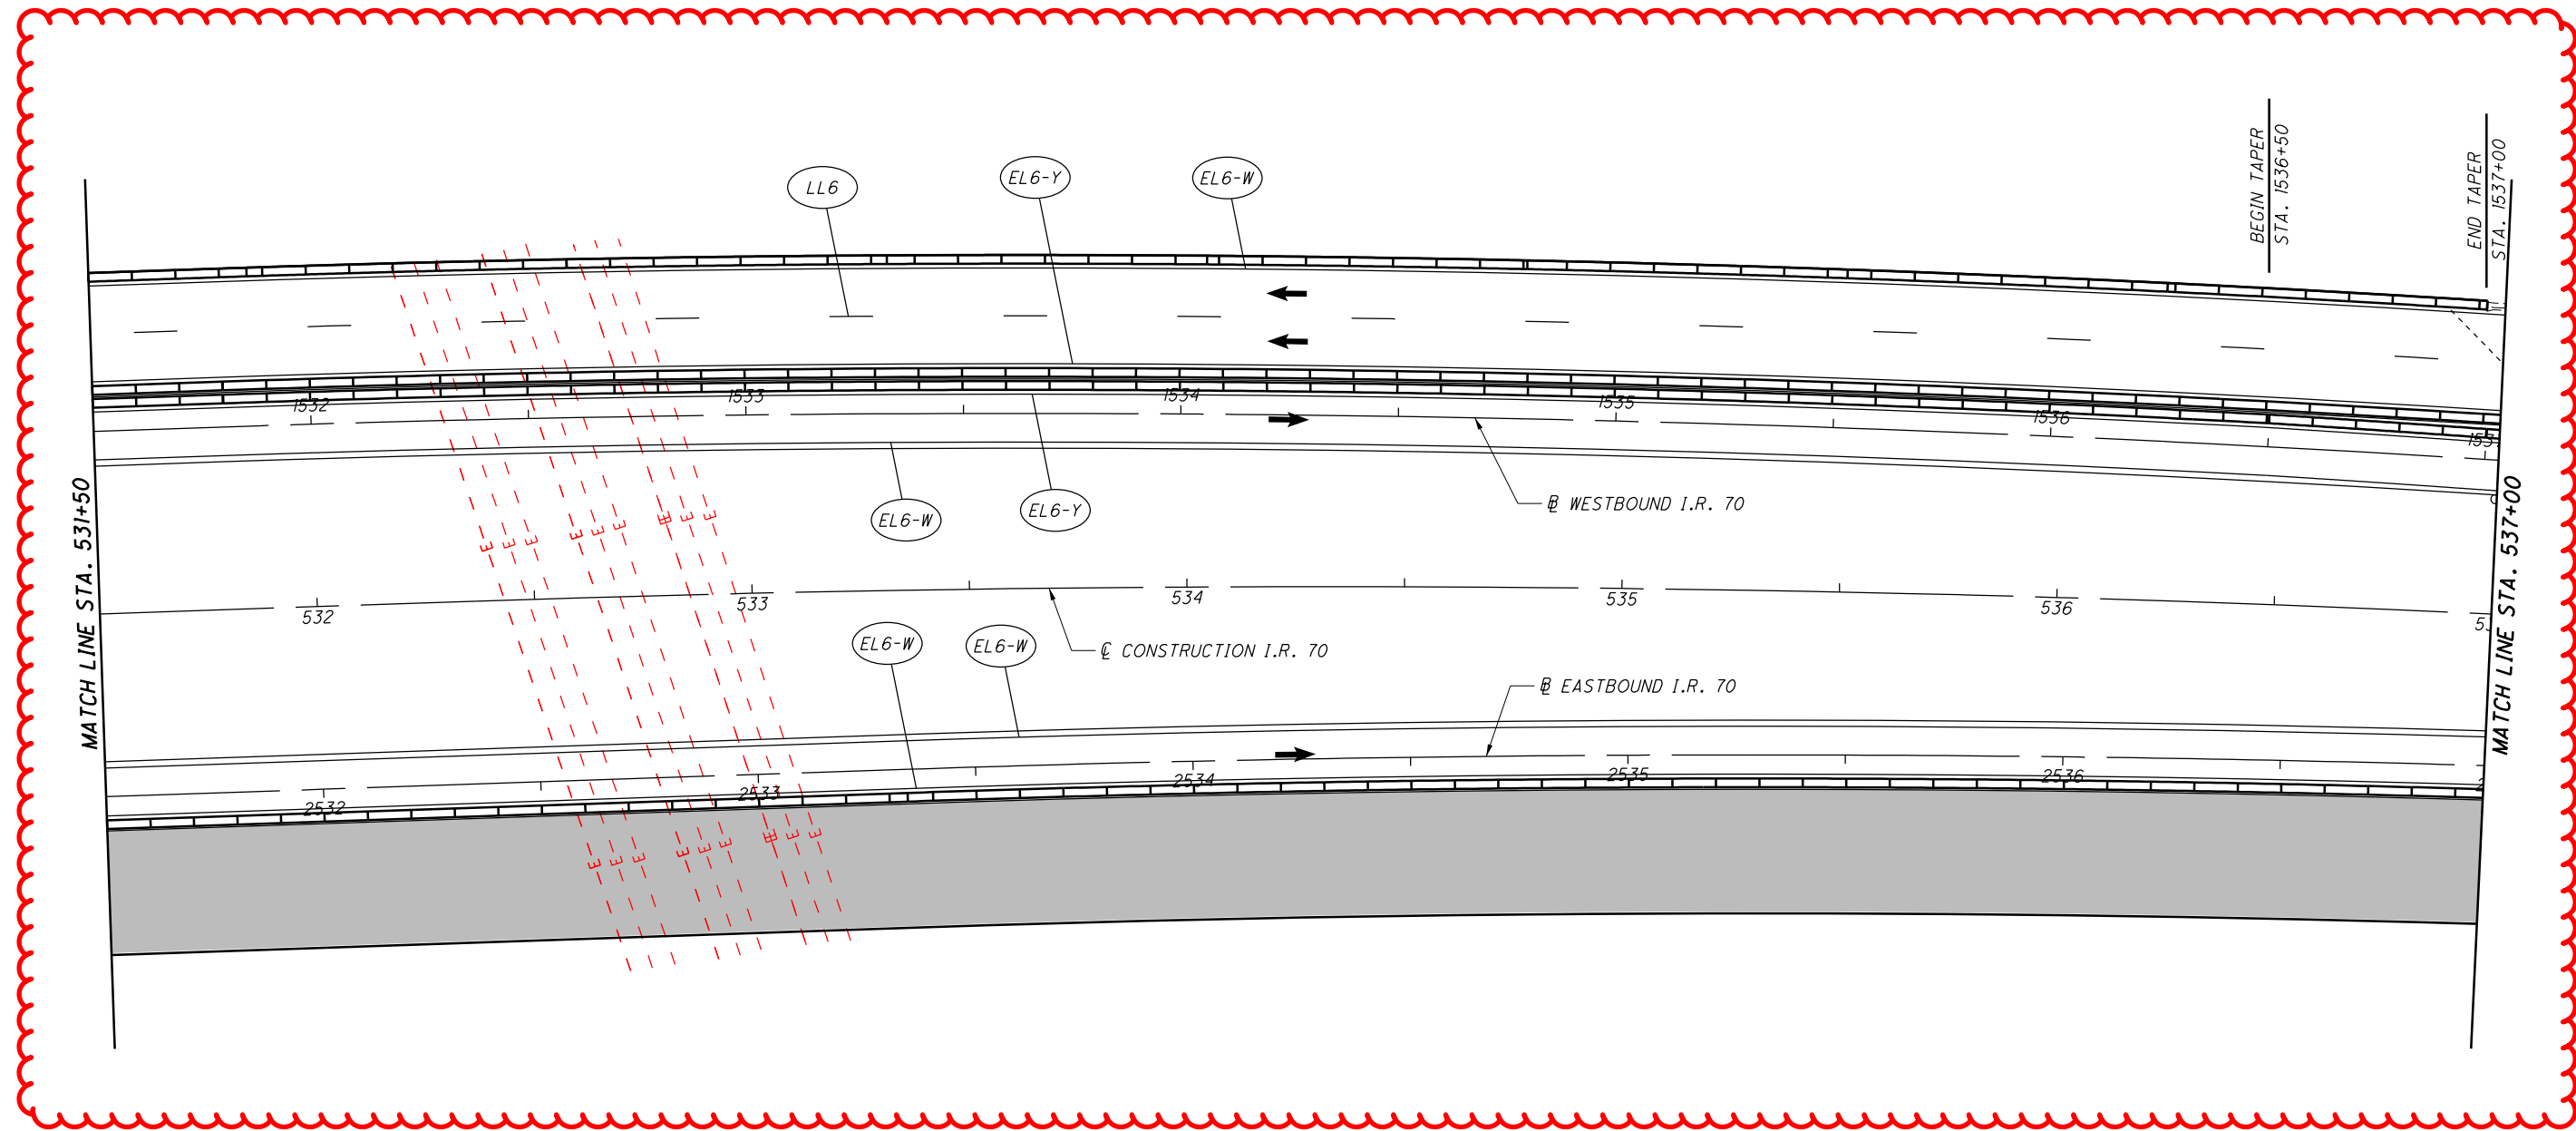 BEGIN TAPER
STA. 1536+50
END TAPER
STA. 1537+00
LL6
EL6-Y
EL6-W
1532
1533
1534
1535
1536
EL6-W
EL6-Y
℄ WESTBOUND I.R. 70
MATCH LINE STA. 531+50
MATCH LINE STA. 537+00
E E E E E E E E E
532
533
534
535
536
EL6-W
EL6-W
℄ CONSTRUCTION I.R. 70
EASTBOUND I.R. 70
2532
2533
2534
2535
2536
E E E E E E E E E